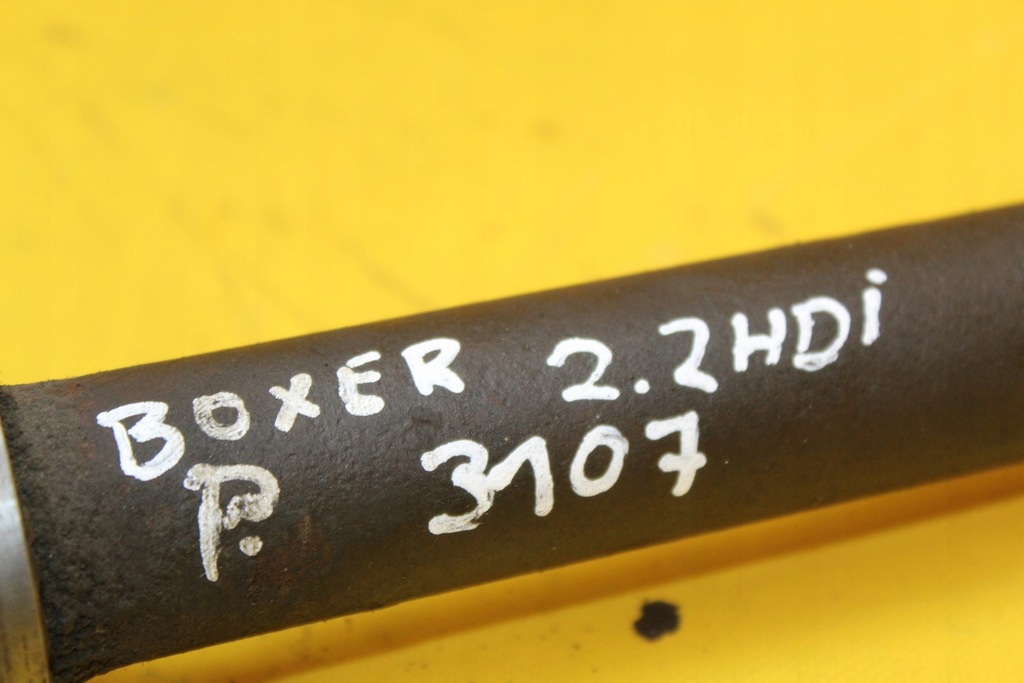 BOXER 2.2HDi
P. 3107